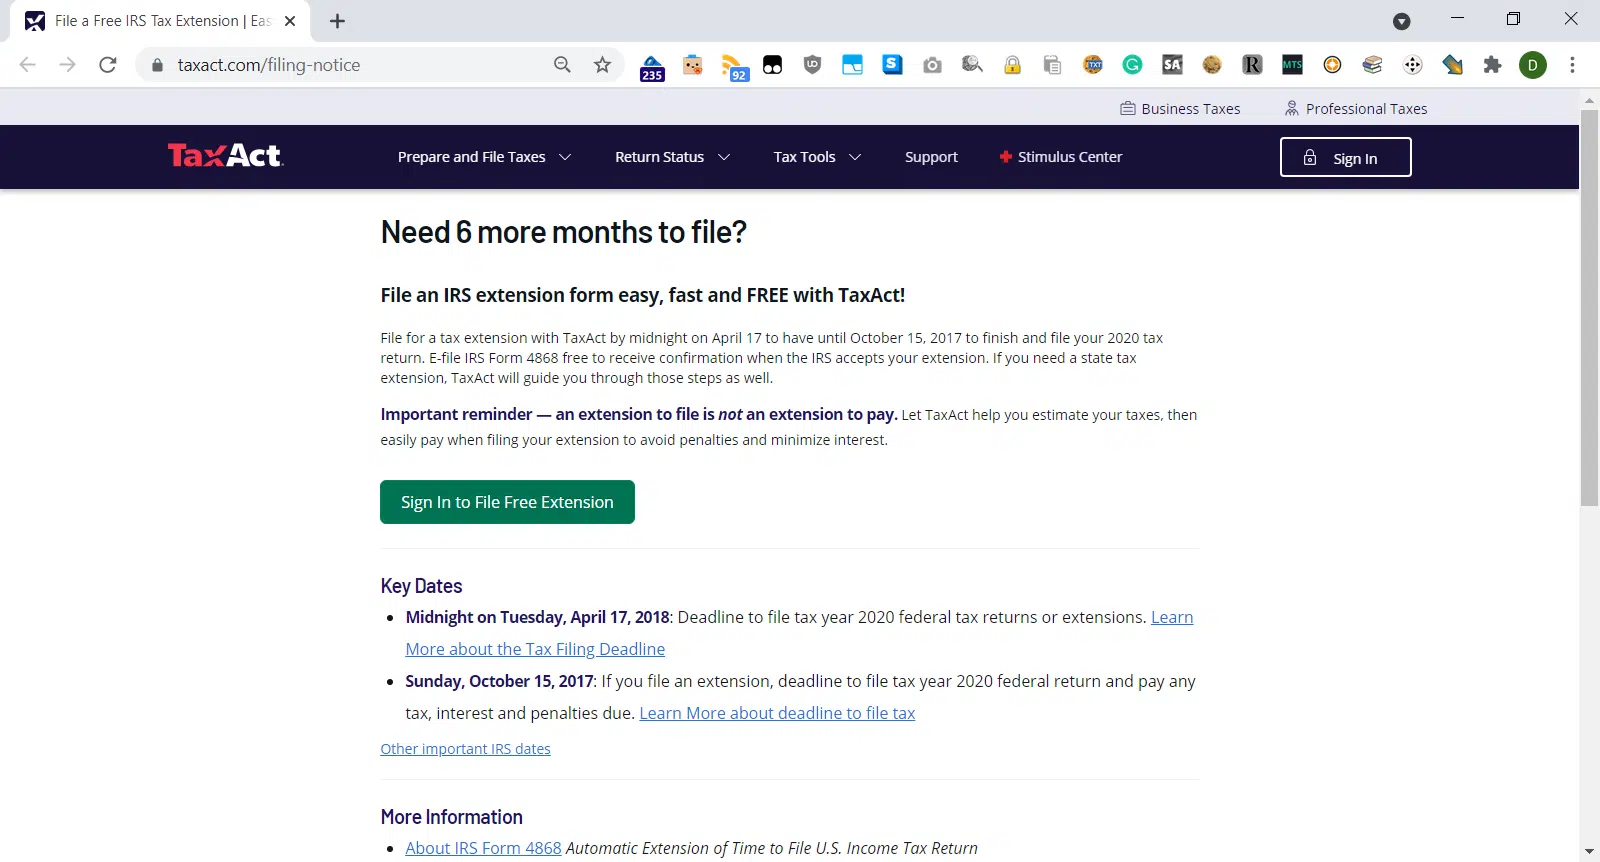 File a Free IRS Tax Extension | Eas
taxact.com/filing-notice
235
92
UD
S
TXT
G
SA
R
MTS
D
Business Taxes
Professional Taxes
TaxAct.
Prepare and File Taxes
Return Status
Tax Tools
Support
Stimulus Center
Sign In
Need 6 more months to file?
File an IRS extension form easy, fast and FREE with TaxAct!
File for a tax extension with TaxAct by midnight on April 17 to have until October 15, 2017 to finish and file your 2020 tax
return. E-file IRS Form 4868 free to receive confirmation when the IRS accepts your extension. If you need a state tax
extension, TaxAct will guide you through those steps as well.
Important reminder — an extension to file is not an extension to pay. Let TaxAct help you estimate your taxes, then
easily pay when filing your extension to avoid penalties and minimize interest.
Sign In to File Free Extension
Key Dates
Midnight on Tuesday, April 17, 2018: Deadline to file tax year 2020 federal tax returns or extensions. Learn
More about the Tax Filing Deadline
Sunday, October 15, 2017: If you file an extension, deadline to file tax year 2020 federal return and pay any
tax, interest and penalties due. Learn More about deadline to file tax
Other important IRS dates
More Information
About IRS Form 4868 Automatic Extension of Time to File U.S. Income Tax Return